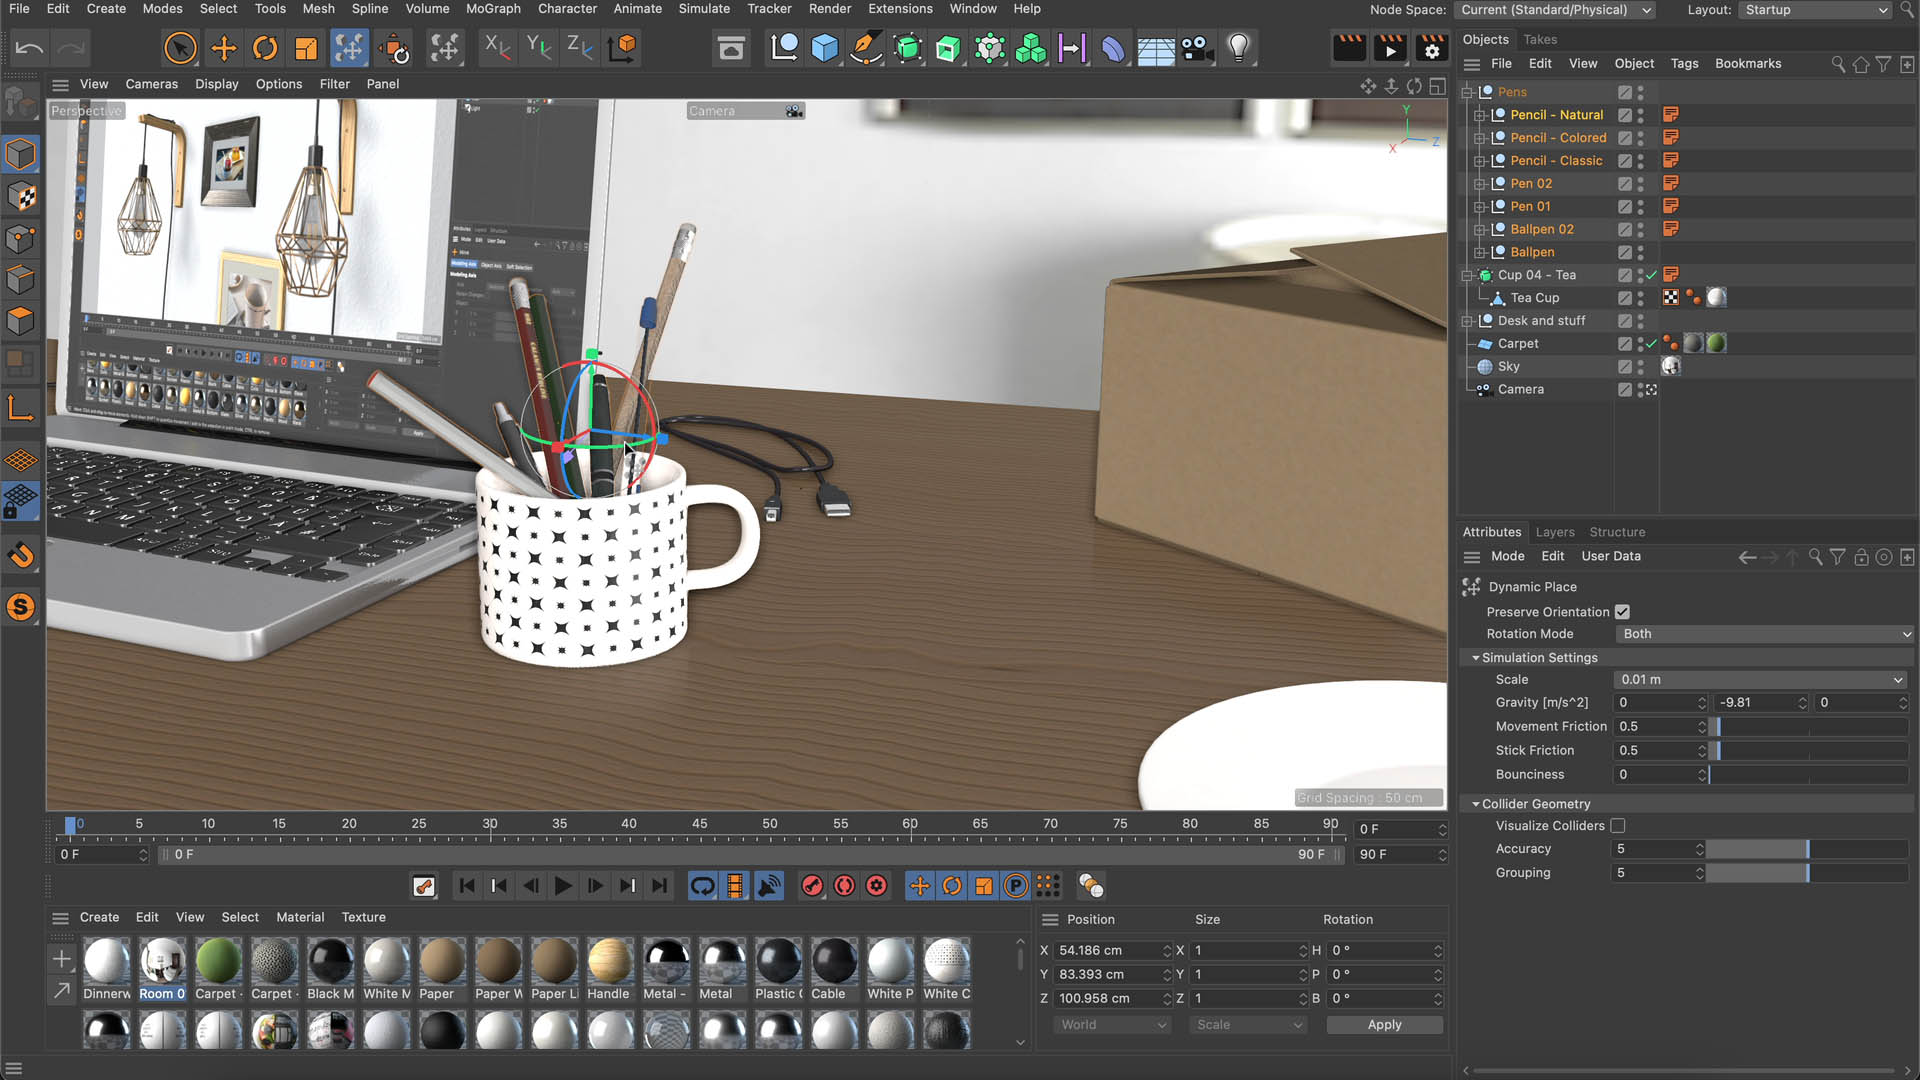 File Edit Create Modes Select Tools Mesh Spline Volume MoGraph Character Animate Simulate Tracker Render Extensions Window Help Node Space: Current (Standard/Physical) Layout: Startup
X Y Z
Objects Takes
File Edit View Object Tags Bookmarks
View Cameras Display Options Filter Panel
Perspective
Camera
Y
X Z
Pens
Pencil - Natural
Pencil - Colored
Pencil - Classic
Pen 02
Pen 01
Ballpen 02
Ballpen
Cup 04 - Tea
Tea Cup
Desk and stuff
Carpet
Sky
Camera
Attributes Layers Structure
Mode Edit User Data
Dynamic Place
Preserve Orientation
Rotation Mode Both
Simulation Settings
Scale 0.01 m
Gravity [m/s^2] 0 -9.81 0
Movement Friction 0.5
Stick Friction 0.5
Bounciness 0
Collider Geometry
Visualize Colliders
Accuracy 5
Grouping 5
Grid Spacing : 50 cm
0 5 10 15 20 25 30 35 40 45 50 55 60 65 70 75 80 85 90 0 F
0 F 0 F 90 F 90 F
P
S
Create Edit View Select Material Texture
Dinnerw Room 0 Carpet - Carpet - Black M White M Paper Paper W Paper Li Handle Metal - Metal Plastic ( Cable White P White C
Position Size Rotation
X 54.186 cm X 1 H 0 °
Y 83.393 cm Y 1 P 0 °
Z 100.958 cm Z 1 B 0 °
World Scale Apply